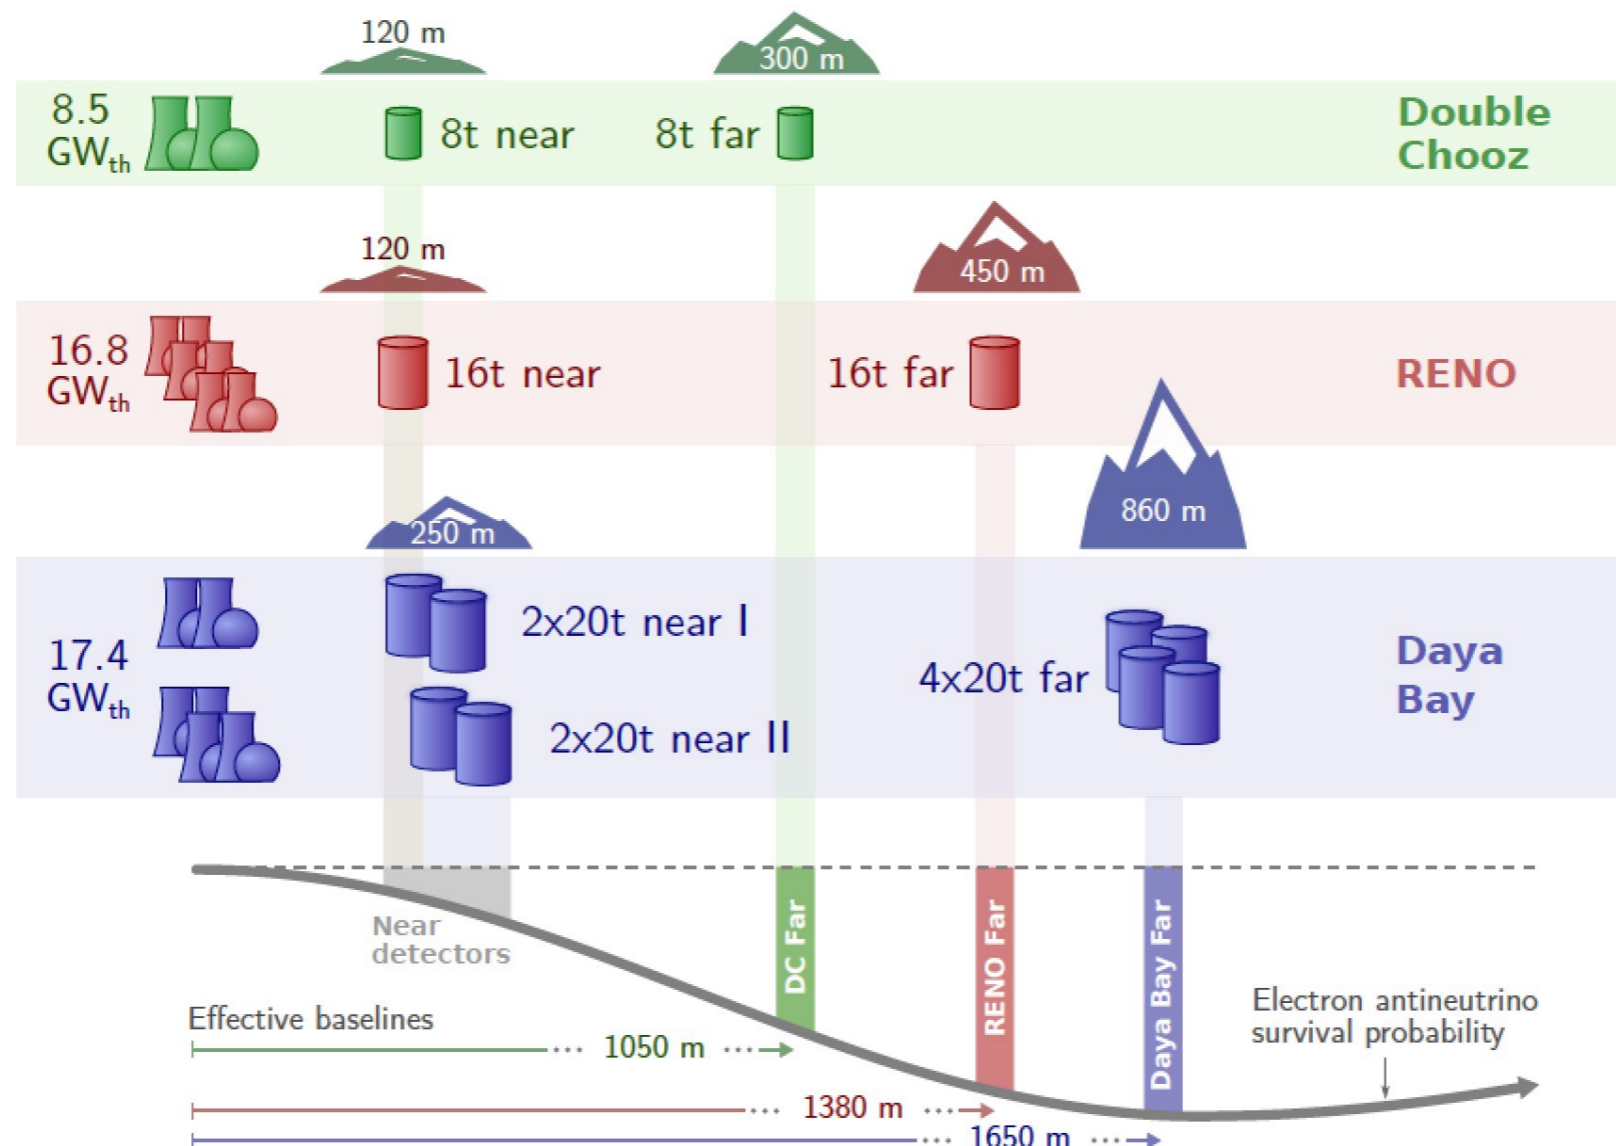 120 m
300 m
8.5
GWth
8t near
8t far
Double
Chooz
120 m
450 m
16.8
GWth
16t near
16t far
RENO
250 m
860 m
17.4
GWth
2x20t near I
2x20t near II
4x20t far
Daya
Bay
Near
detectors
DC Far
RENO Far
Daya Bay Far
Effective baselines
1050 m
1380 m
1650 m
Electron antineutrino
survival probability